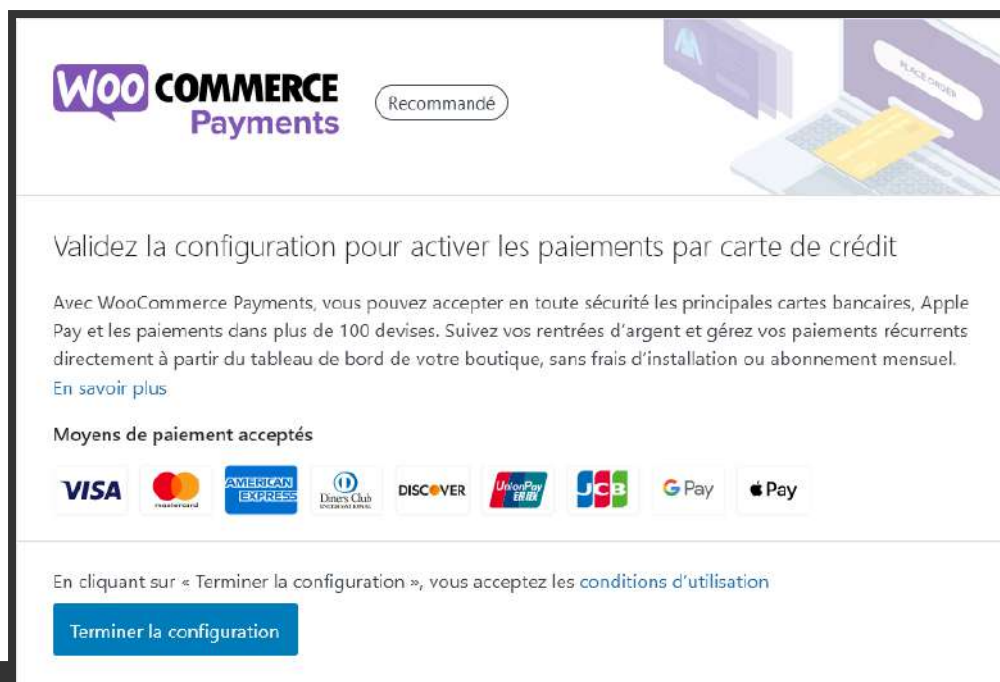 WOO COMMERCE
Payments
Recommandé
PLACE ORDER
Validez la configuration pour activer les paiements par carte de crédit
Avec WooCommerce Payments, vous pouvez accepter en toute sécurité les principales cartes bancaires, Apple
Pay et les paiements dans plus de 100 devises. Suivez vos rentrées d'argent et gérez vos paiements récurrents
directement à partir du tableau de bord de votre boutique, sans frais d'installation ou abonnement mensuel.
En savoir plus
Moyens de paiement acceptés
VISA mastercard AMERICAN EXPRESS Diners Club INTERNATIONAL DISCOVER UnionPay 银联 JCB G Pay Pay
En cliquant sur « Terminer la configuration », vous acceptez les conditions d'utilisation
Terminer la configuration